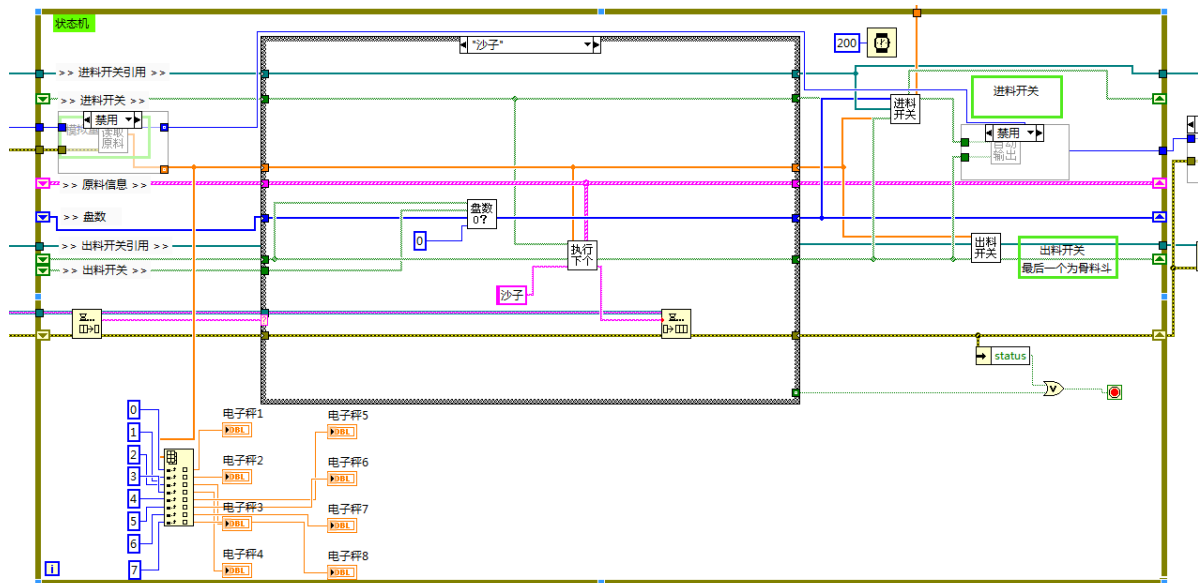 状态机
"沙子"
200
>> 进料开关引用 >>
>> 进料开关 >>
进料
开关
进料开关
禁用
模拟量
读取
原料
禁用
自动
输出
>> 原料信息 >>
>> 盘数
盘数
0?
0
>> 出料开关引用 >>
>> 出料开关 >>
执行
下个
出料
开关
出料开关
最后一个为骨料斗
沙子
status
V
0
1
2
3
4
5
6
7
电子秤1
DBL
电子秤2
DBL
电子秤3
DBL
电子秤4
DBL
电子秤5
DBL
电子秤6
DBL
电子秤7
DBL
电子秤8
DBL
i